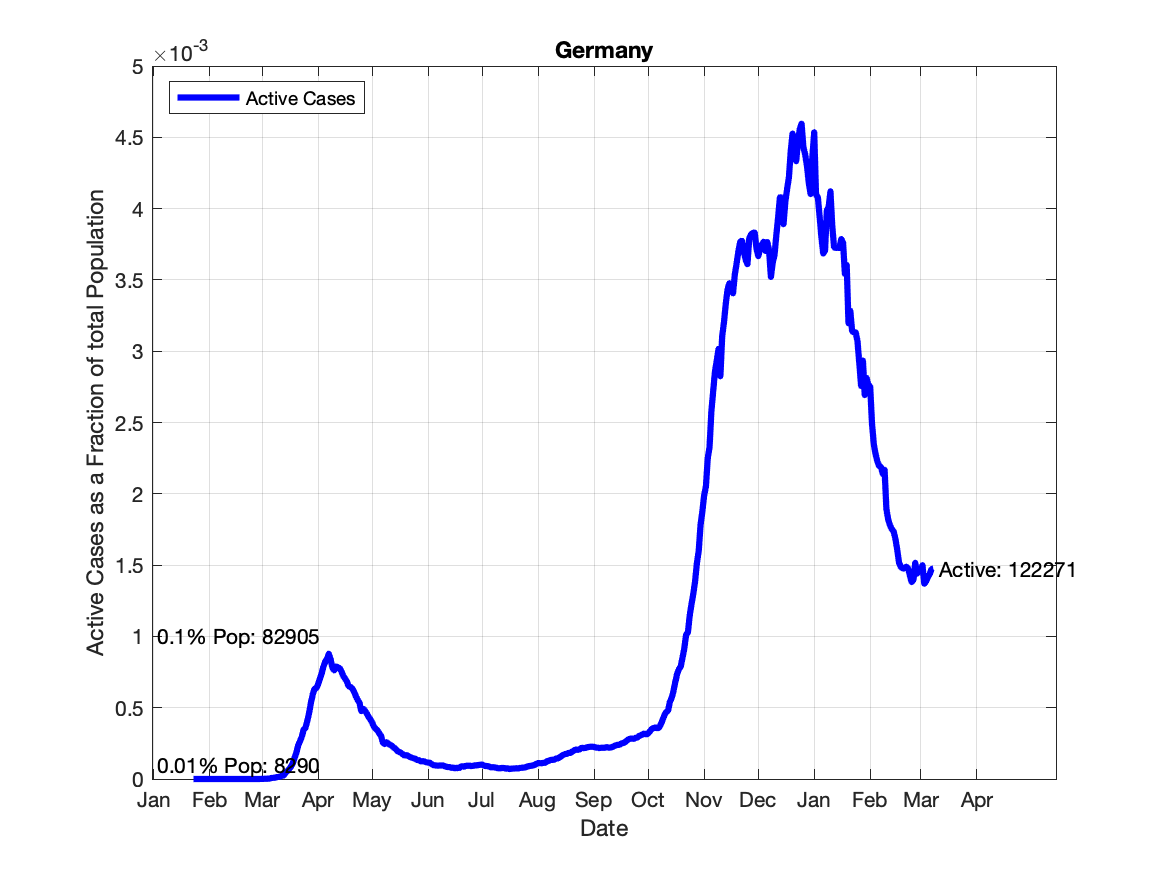 Germany
×10-3
5
4.5
4
3.5
3
2.5
2
1.5
1
0.5
0
Active Cases as a Fraction of total Population
Active Cases
Active: 122271
0.1% Pop: 82905
0.01% Pop: 8290
Jan Feb Mar Apr May Jun Jul Aug Sep Oct Nov Dec Jan Feb Mar Apr
Date